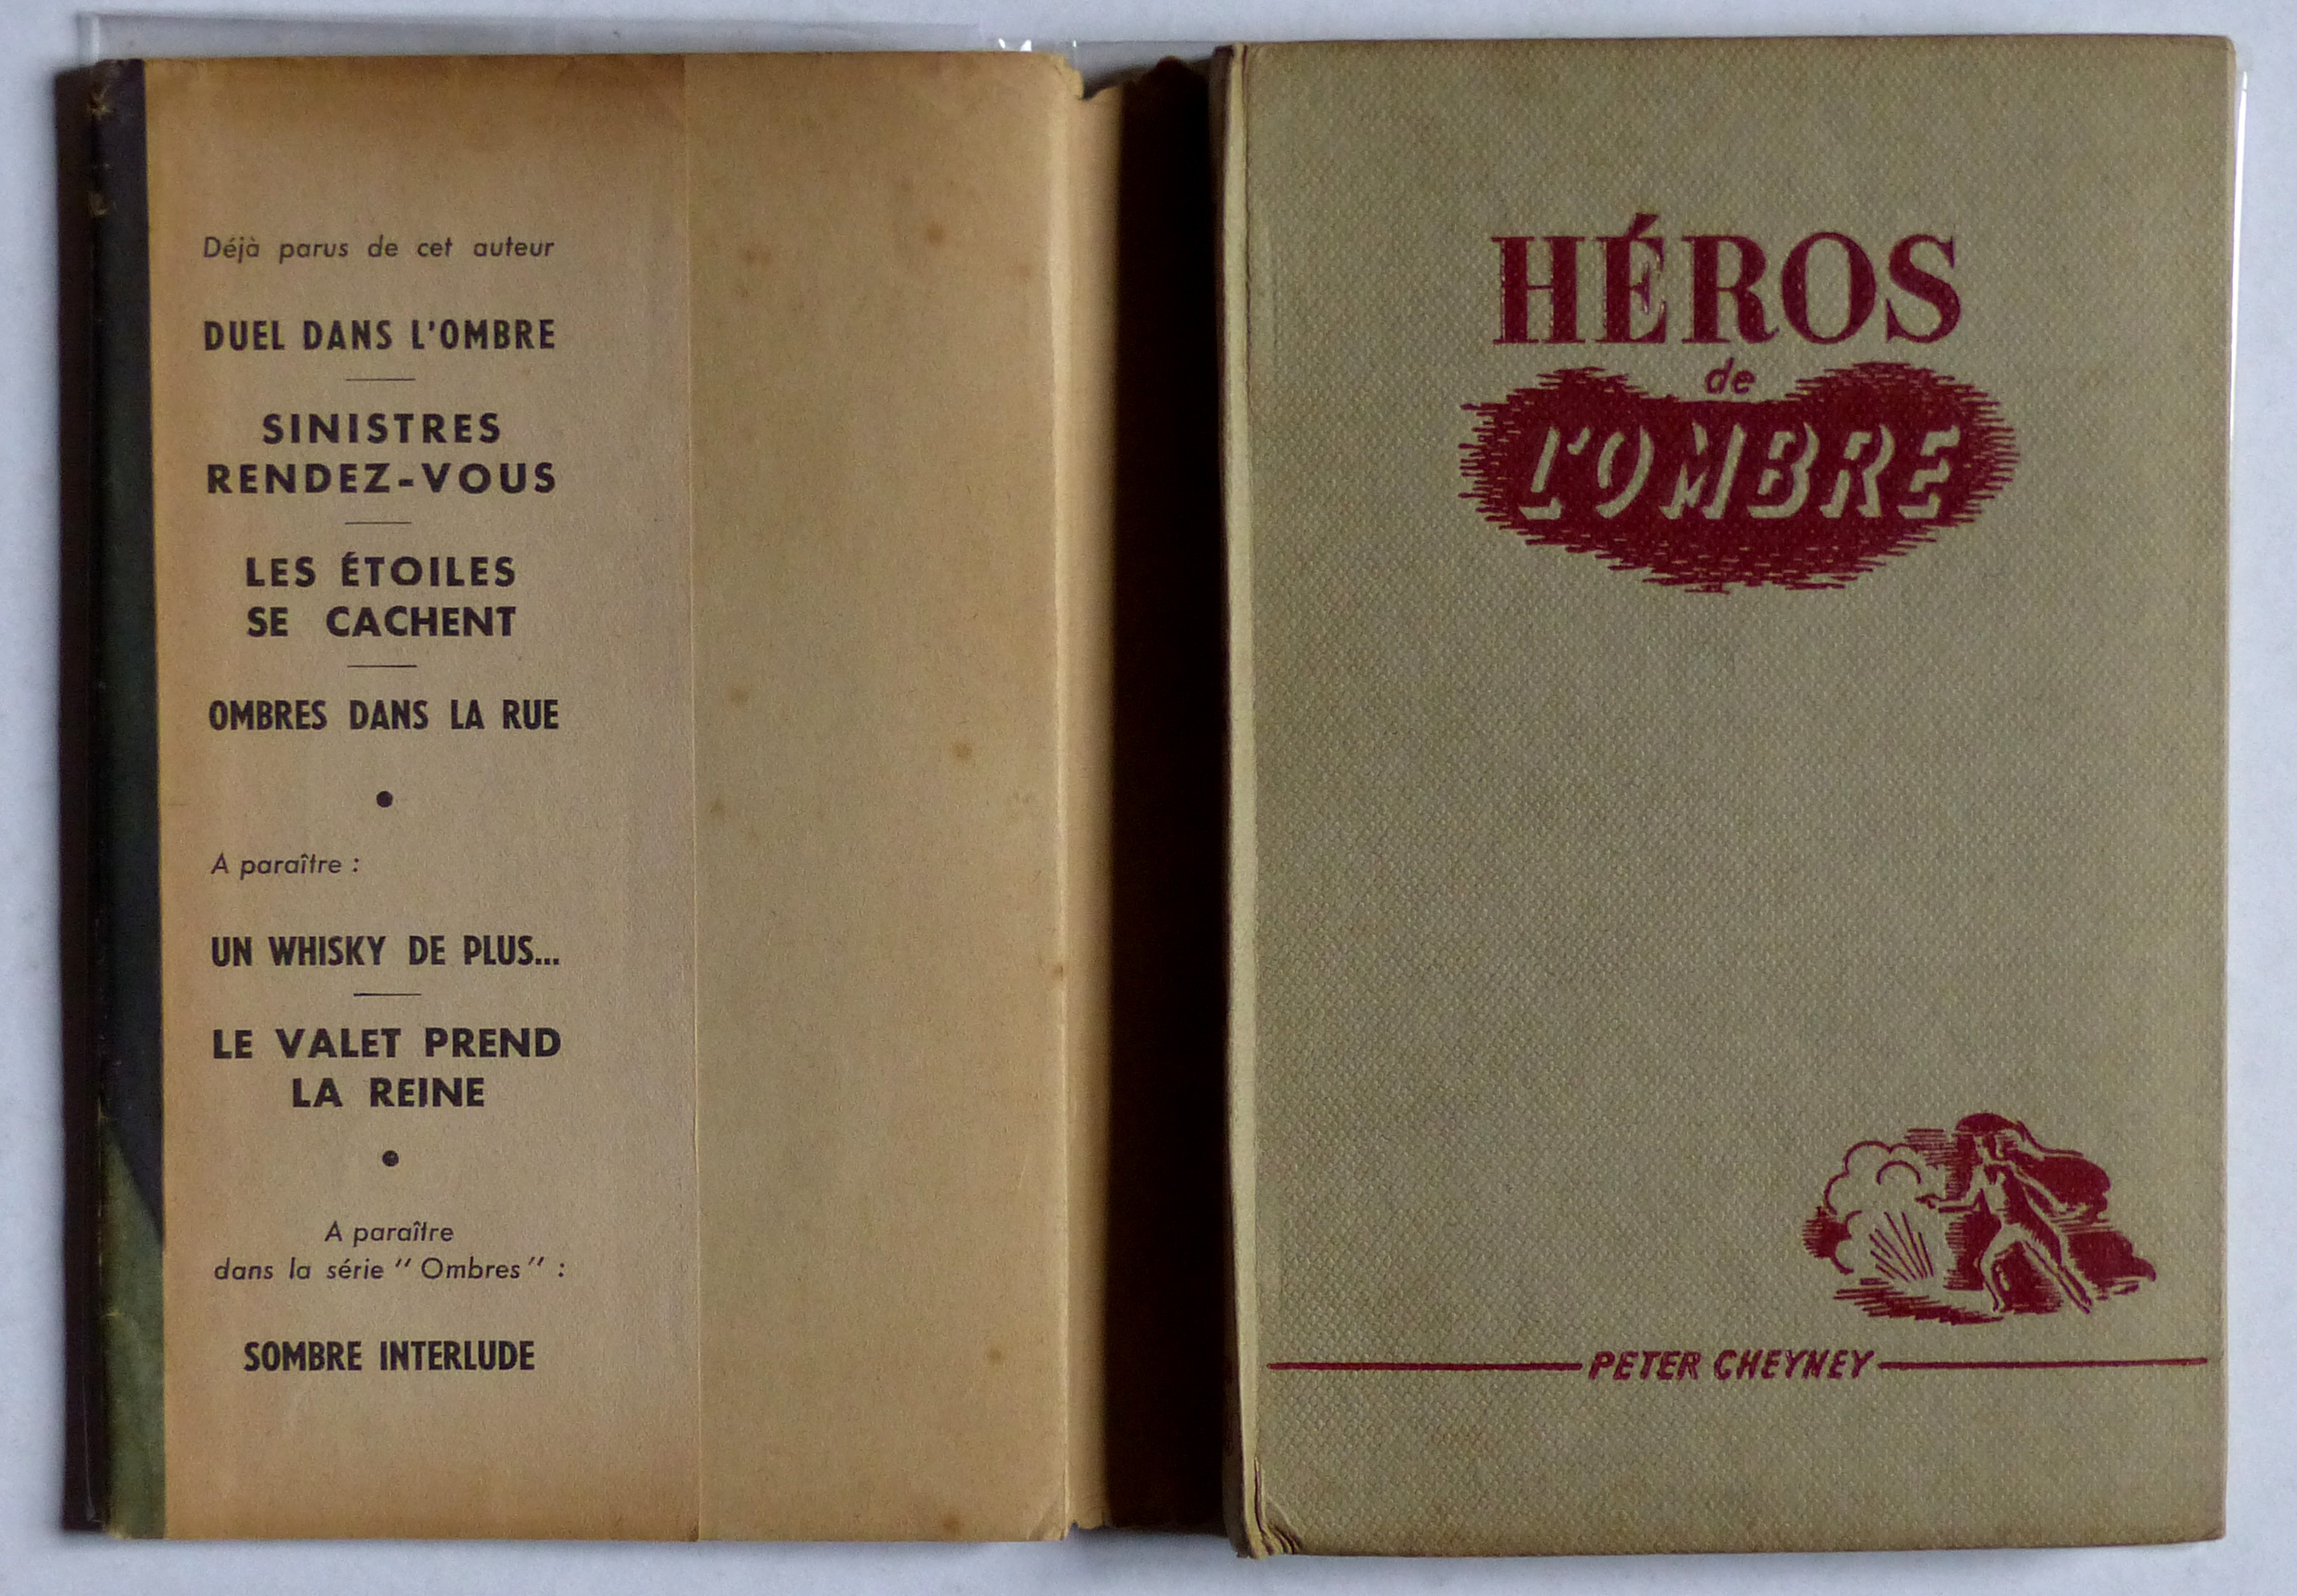 Déjà parus de cet auteur
DUEL DANS L'OMBRE
SINISTRES
RENDEZ-VOUS
LES ÉTOILES
SE CACHENT
OMBRES DANS LA RUE
A paraître :
UN WHISKY DE PLUS...
LE VALET PREND
LA REINE
A paraître
dans la série " Ombres " :
SOMBRE INTERLUDE
HÉROS
de
L'OMBRE
PETER CHEYNEY